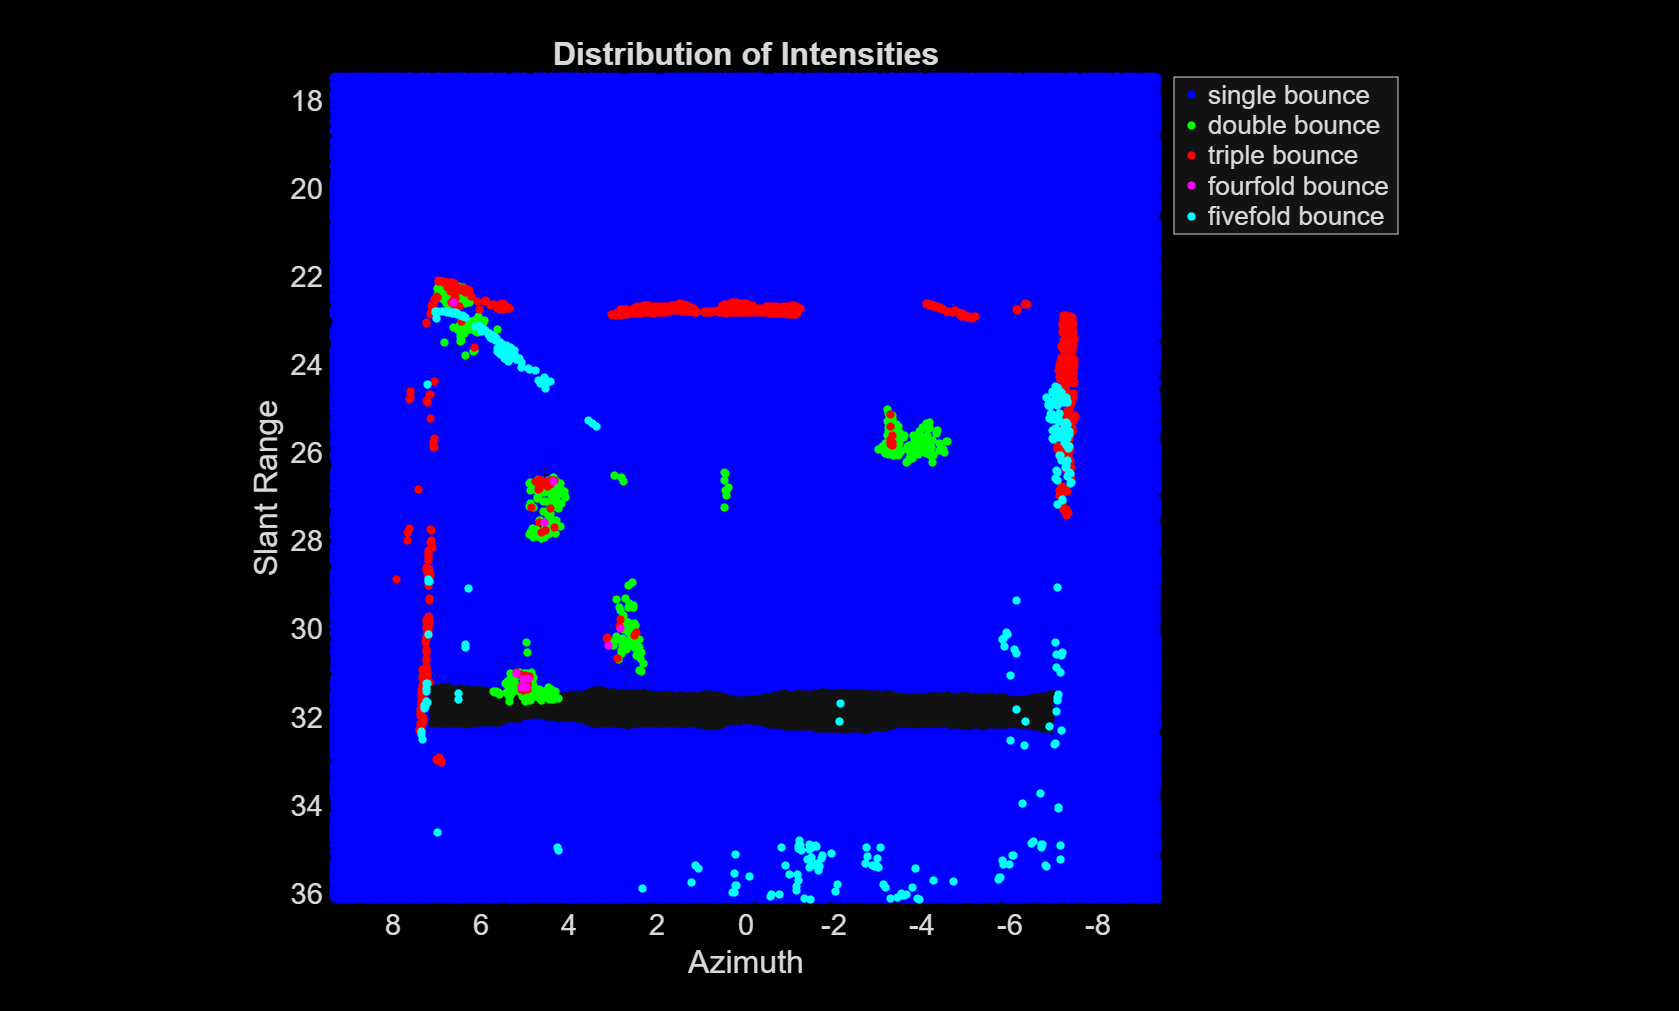 Distribution of Intensities
single bounce
double bounce
triple bounce
fourfold bounce
fivefold bounce
Slant Range
18
20
22
24
26
28
30
32
34
36
8 6 4 2 0 -2 -4 -6 -8
Azimuth